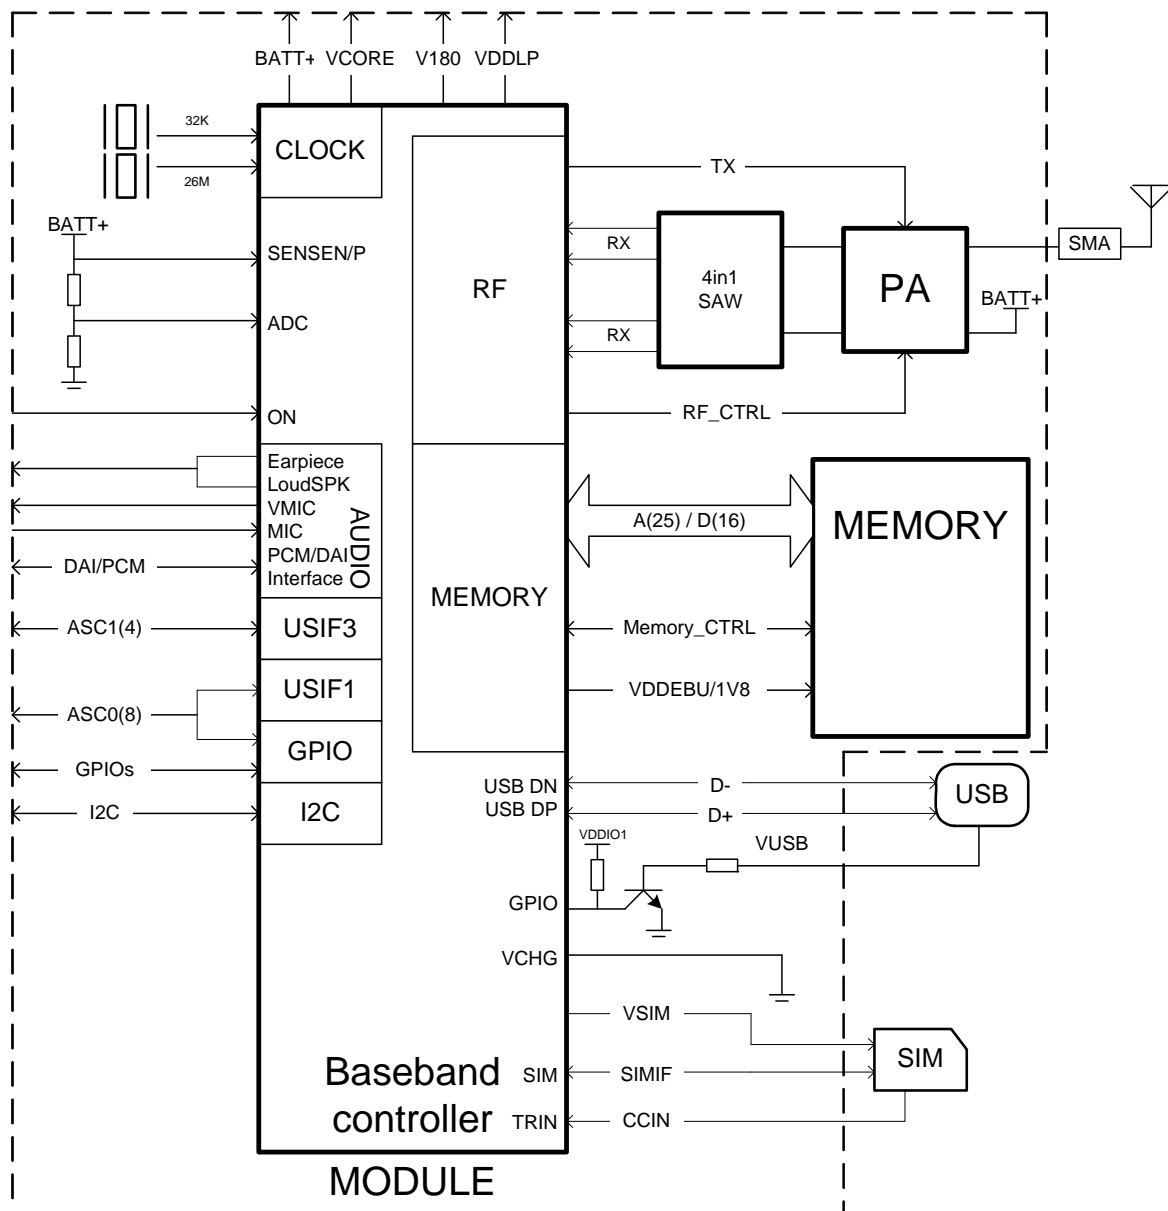 BATT+ VCORE V180 VDDLP
32K
CLOCK
26M
TX
BATT+
SENSEN/P
RX
SMA
4in1
SAW
PA
RF
BATT+
ADC
RX
ON
RF_CTRL
Earpiece
LoudSPK
VMIC
MIC
AUDIO
PCM/DAI
Interface
DAI/PCM
A(25) / D(16)
MEMORY
MEMORY
ASC1(4)
USIF3
Memory_CTRL
USIF1
VDDEBU/1V8
ASC0(8)
GPIO
GPIOs
I2C
I2C
USB DN
D-
USB
USB DP
D+
VDDIO1
VUSB
GPIO
VCHG
VSIM
SIM
Baseband
controller
SIM
SIMIF
TRIN
CCIN
MODULE